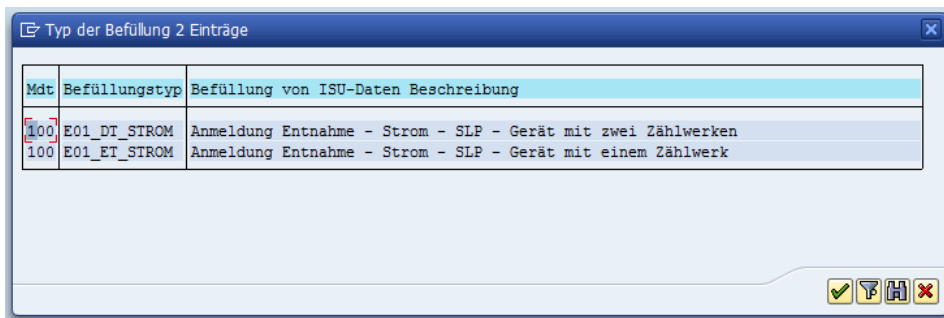 Typ der Befüllung 2 Einträge
Mdt Befüllungstyp Befüllung von ISU-Daten Beschreibung
100 E01_DT_STROM Anmeldung Entnahme - Strom - SLP - Gerät mit zwei Zählwerken
100 E01_ET_STROM Anmeldung Entnahme - Strom - SLP - Gerät mit einem Zählwerk